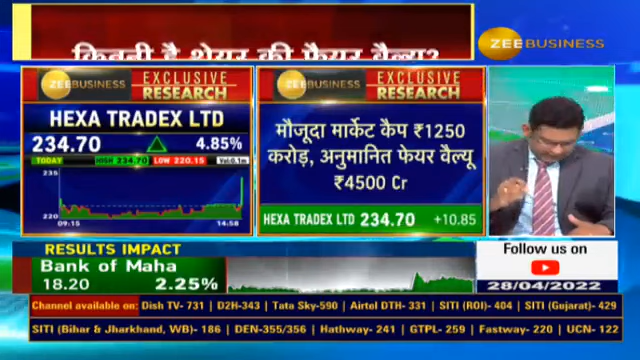 कितनी है शेयर की फेयर वैल्यू?
ZEE BUSINESS
ZEE BUSINESS
EXCLUSIVE
RESEARCH
HEXA TRADEX LTD
234.70 4.85%
TODAY HIGH 234.70 LOW 220.15 Vol:0.1m
235
220
09:15 14:58
ZEE BUSINESS
EXCLUSIVE
RESEARCH
मौजूदा मार्केट कैप ₹1250
करोड़, अनुमानित फेयर वैल्यू
₹4500 Cr
HEXA TRADEX LTD 234.70 +10.85
RESULTS IMPACT
Bank of Maha
18.20 2.25%
Follow us on
28/04/2022
Channel available on: Dish TV- 731 | D2H-343 | Tata Sky-590 | Airtel DTH- 331 | SITI (ROI)- 404 | SITI (Gujarat)- 429
SITI (Bihar & Jharkhand, WB)- 186 | DEN-355/356 | Hathway- 241 | GTPL- 259 | Fastway- 220 | UCN- 122